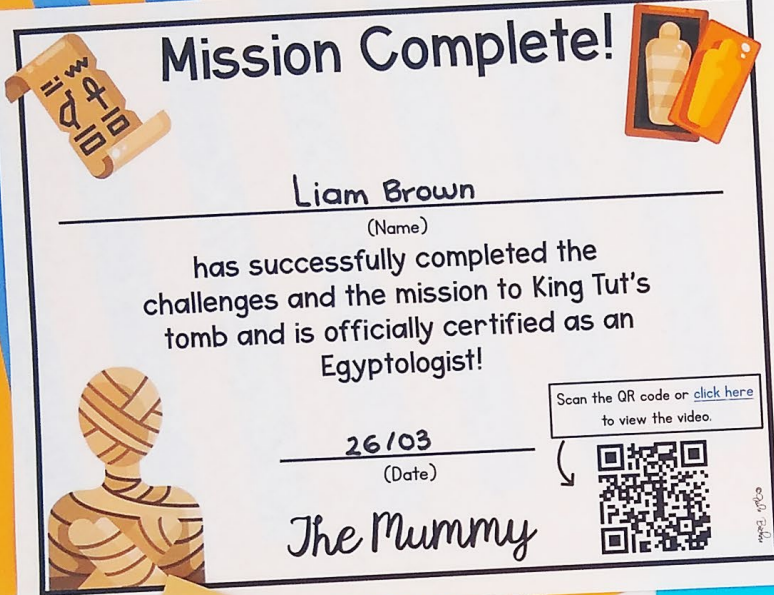 Mission Complete!
Liam Brown
(Name)
has successfully completed the
challenges and the mission to King Tut's
tomb and is officially certified as an
Egyptologist!
Scan the QR code or click here
to view the video.
26/03
(Date)
The Mummy